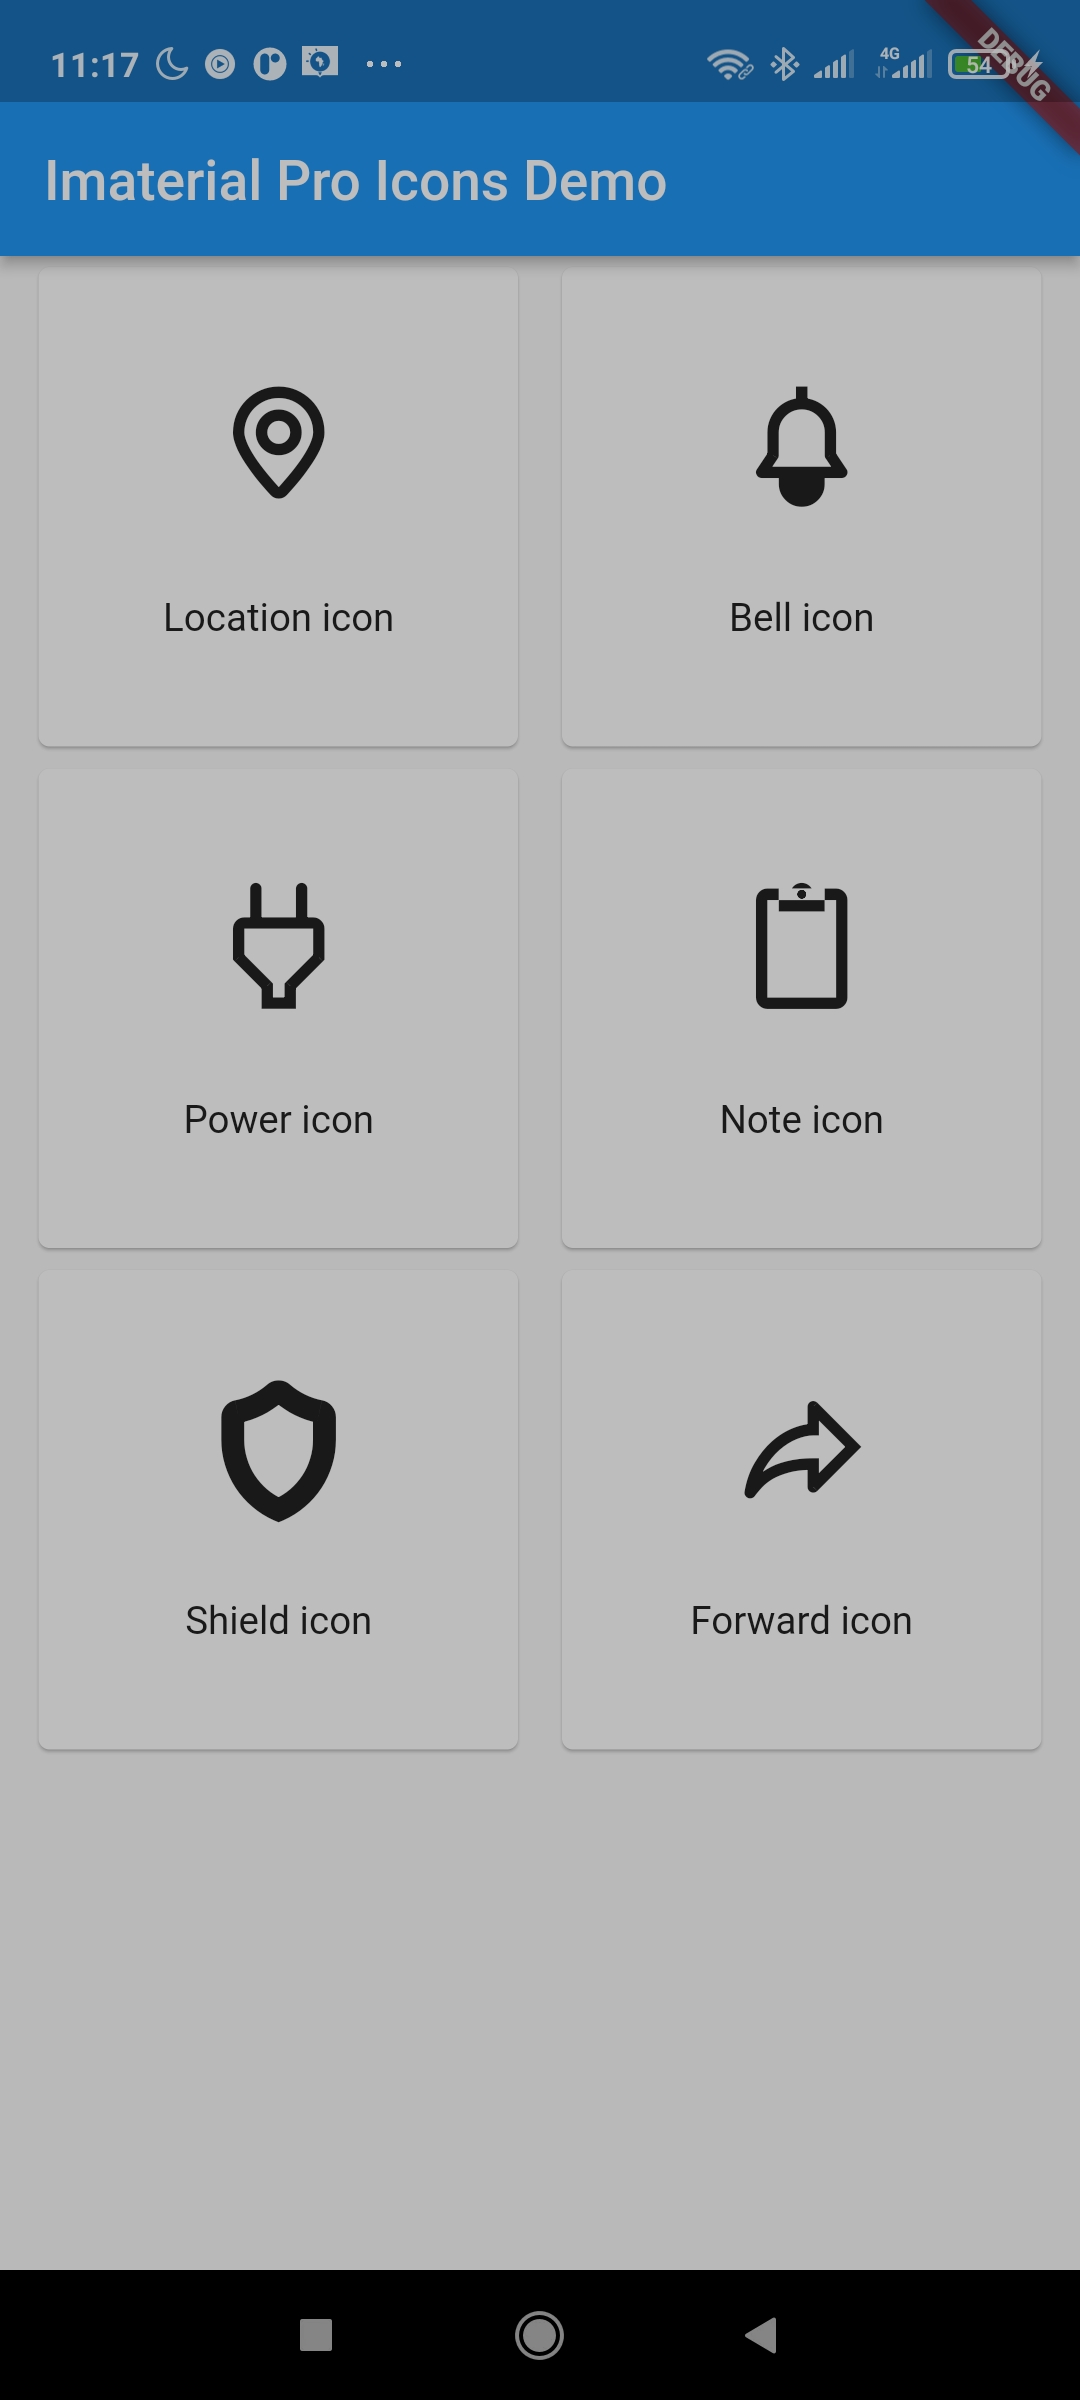 11:17
4G
54
DEBUG
Imaterial Pro Icons Demo
Location icon
Bell icon
Power icon
Note icon
Shield icon
Forward icon